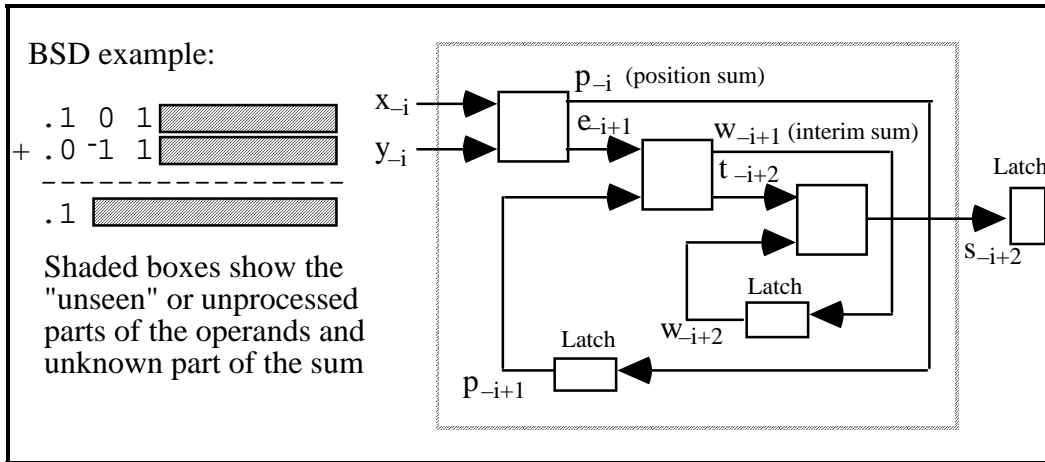 BSD example:
.1 0 1
+ .0 -1 1
.1
Shaded boxes show the
"unseen" or unprocessed
parts of the operands and
unknown part of the sum
x–i
y–i
p–i (position sum)
e–i+1
w–i+1 (interim sum)
t–i+2
Latch
s–i+2
Latch
w–i+2
Latch
p–i+1